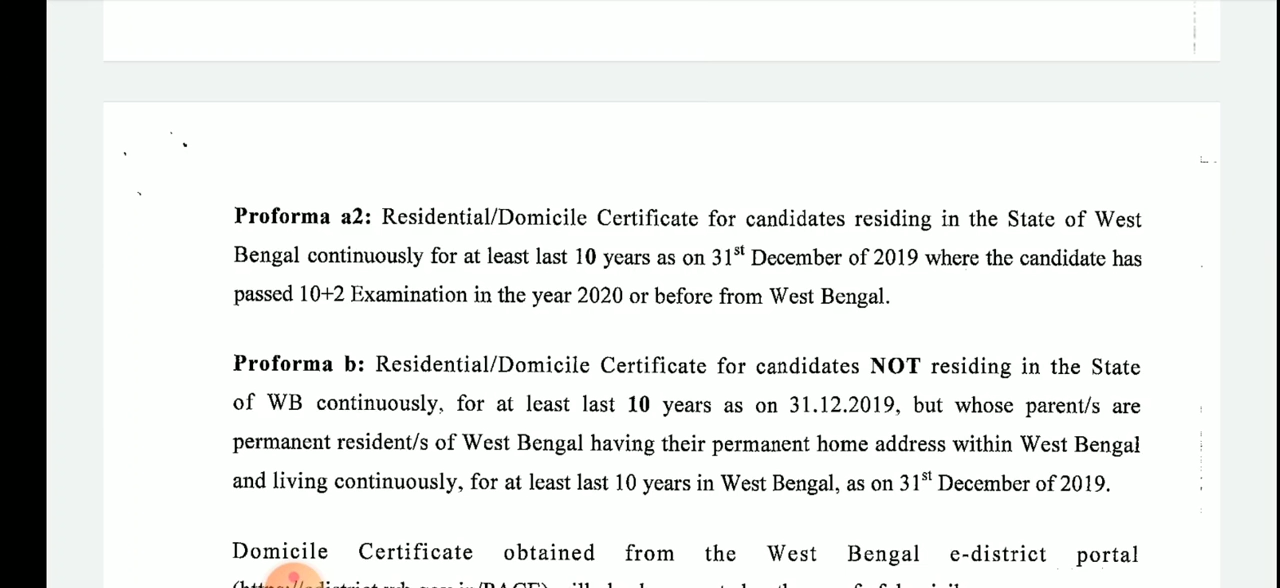 Proforma a2: Residential/Domicile Certificate for candidates residing in the State of West
Bengal continuously for at least last 10 years as on 31st December of 2019 where the candidate has
passed 10+2 Examination in the year 2020 or before from West Bengal.
Proforma b: Residential/Domicile Certificate for candidates NOT residing in the State
of WB continuously, for at least last 10 years as on 31.12.2019, but whose parent/s are
permanent resident/s of West Bengal having their permanent home address within West Bengal
and living continuously, for at least last 10 years in West Bengal, as on 31st December of 2019.
Domicile Certificate obtained from the West Bengal e-district portal